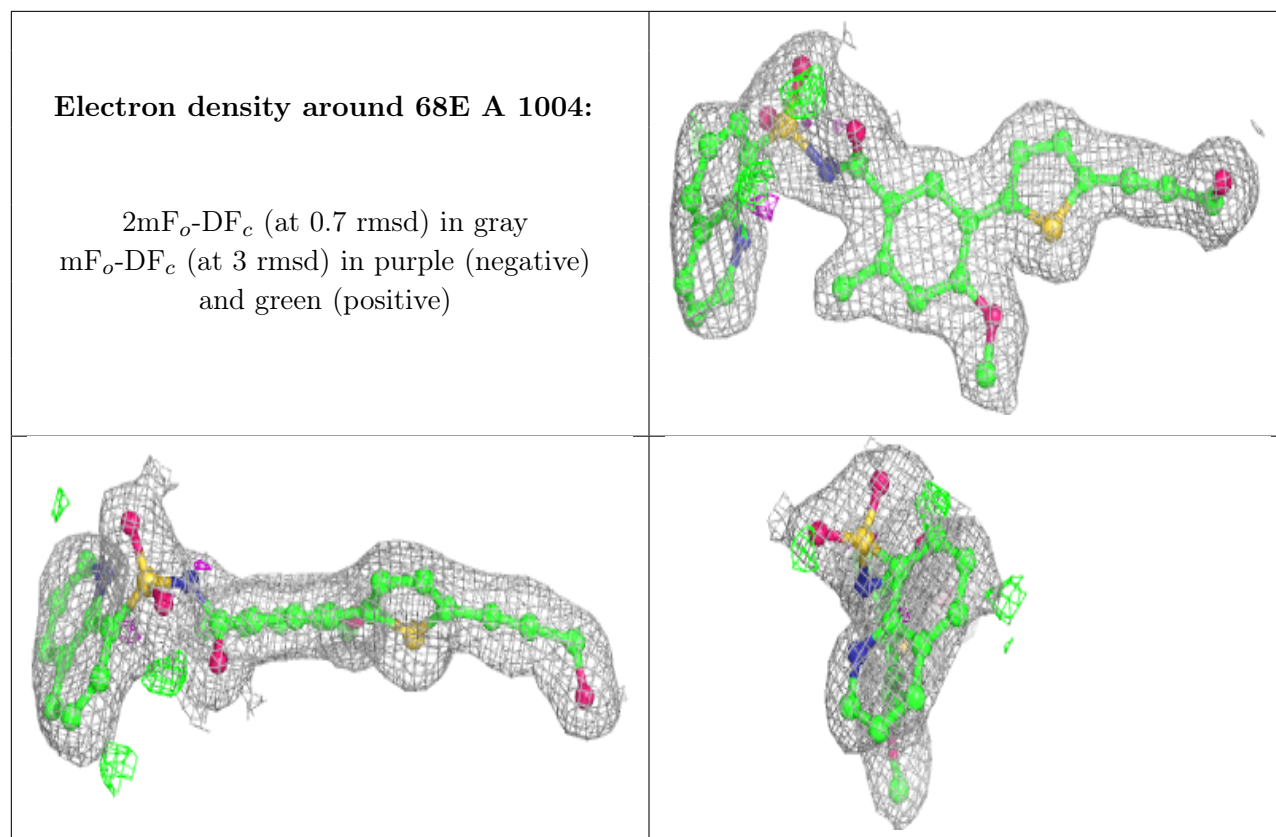 Electron density around 68E A 1004:
2mFo-DFc (at 0.7 rmsd) in gray
mFo-DFc (at 3 rmsd) in purple (negative)
and green (positive)